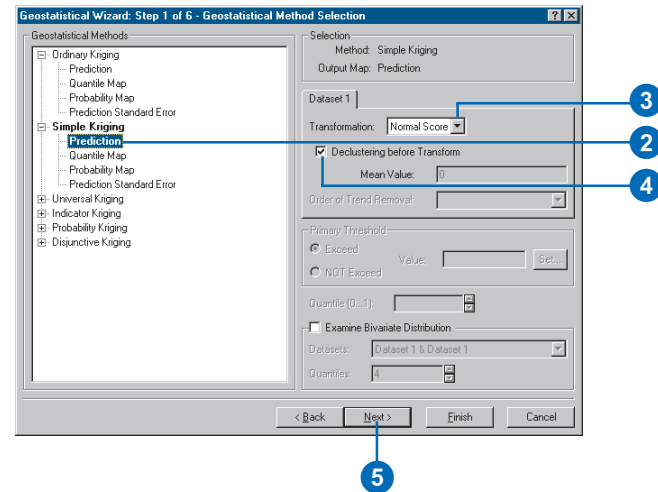 Geostatistical Wizard: Step 1 of 6 - Geostatistical Method Selection
Geostatistical Methods
Ordinary Kriging
Prediction
Quantile Map
Probability Map
Prediction Standard Error
Simple Kriging
Prediction
Quantile Map
Probability Map
Prediction Standard Error
Universal Kriging
Indicator Kriging
Probability Kriging
Disjunctive Kriging
Selection
Method: Simple Kriging
Output Map: Prediction
Dataset 1
Transformation: Normal Score
Declustering before Transform
Mean Value: 0
Order of Trend Removal:
Primary Threshold
Exceed
NOT Exceed
Value:
Set...
Quantile (0...1):
Examine Bivariate Distribution
Datasets: Dataset 1 & Dataset 1
Quantiles: 4
< Back
Next >
Finish
Cancel
3
2
4
5